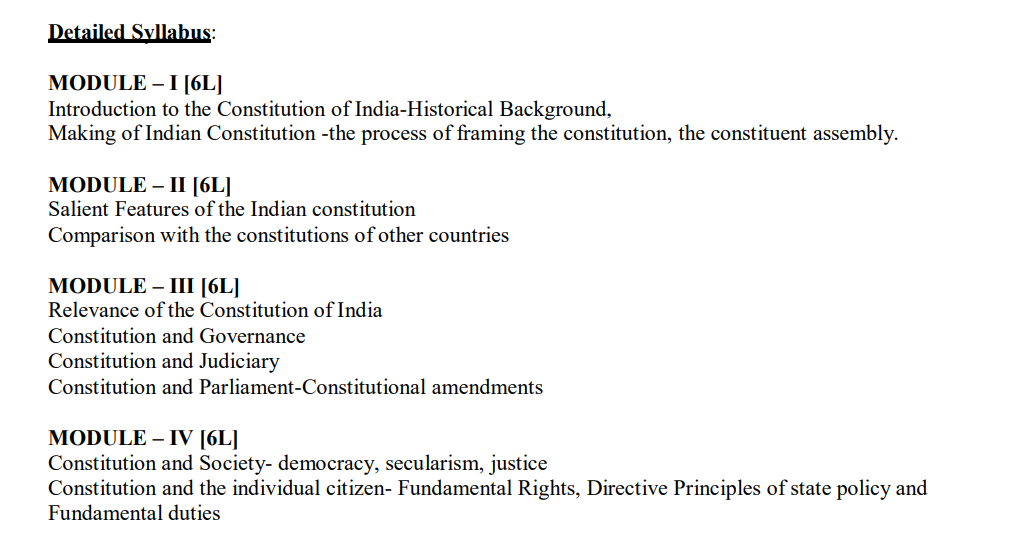 Detailed Syllabus:
MODULE – I [6L]
Introduction to the Constitution of India-Historical Background,
Making of Indian Constitution -the process of framing the constitution, the constituent assembly.
MODULE – II [6L]
Salient Features of the Indian constitution
Comparison with the constitutions of other countries
MODULE – III [6L]
Relevance of the Constitution of India
Constitution and Governance
Constitution and Judiciary
Constitution and Parliament-Constitutional amendments
MODULE – IV [6L]
Constitution and Society- democracy, secularism, justice
Constitution and the individual citizen- Fundamental Rights, Directive Principles of state policy and
Fundamental duties